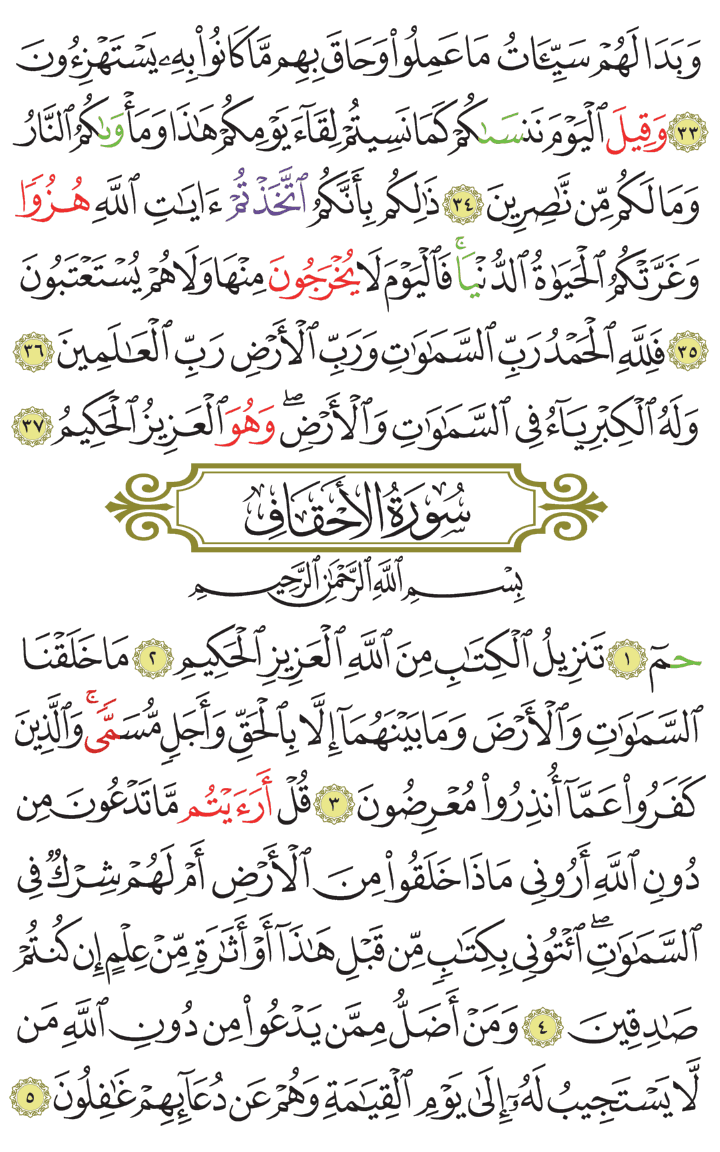 وَبَدَا لَهُمْ سَيِّـَٔاتُ مَا عَمِلُوا۟ وَحَاقَ بِهِم مَّا كَانُوا۟ بِهِۦ يَسْتَهْزِءُونَ
٣٣ وَقِيلَ ٱلْيَوْمَ نَنسَىٰكُمْ كَمَا نَسِيتُمْ لِقَآءَ يَوْمِكُمْ هَـٰذَا وَمَأْوَىٰكُمُ ٱلنَّارُ
وَمَا لَكُم مِّن نَّـٰصِرِينَ ٣٤ ذَٰلِكُم بِأَنَّكُمُ ٱتَّخَذْتُمْ ءَايَـٰتِ ٱللَّهِ هُزُوًا
وَغَرَّتْكُمُ ٱلْحَيَوٰةُ ٱلدُّنْيَا ۚ فَٱلْيَوْمَ لَا يُخْرَجُونَ مِنْهَا وَلَا هُمْ يُسْتَعْتَبُونَ
٣٥ فَلِلَّهِ ٱلْحَمْدُ رَبِّ ٱلسَّمَـٰوَٰتِ وَرَبِّ ٱلْأَرْضِ رَبِّ ٱلْعَـٰلَمِينَ ٣٦
وَلَهُ ٱلْكِبْرِيَآءُ فِى ٱلسَّمَـٰوَٰتِ وَٱلْأَرْضِ ۖ وَهُوَ ٱلْعَزِيزُ ٱلْحَكِيمُ ٣٧
سُورَةُ الأَحْقَافِ
بِسْمِ ٱللَّهِ ٱلرَّحْمَـٰنِ ٱلرَّحِيمِ
حمٓ ١ تَنزِيلُ ٱلْكِتَـٰبِ مِنَ ٱللَّهِ ٱلْعَزِيزِ ٱلْحَكِيمِ ٢ مَا خَلَقْنَا
ٱلسَّمَـٰوَٰتِ وَٱلْأَرْضَ وَمَا بَيْنَهُمَآ إِلَّا بِٱلْحَقِّ وَأَجَلٍ مُّسَمًّى ۚ وَٱلَّذِينَ
كَفَرُوا۟ عَمَّآ أُنذِرُوا۟ مُعْرِضُونَ ٣ قُلْ أَرَءَيْتُم مَّا تَدْعُونَ مِن
دُونِ ٱللَّهِ أَرُونِى مَاذَا خَلَقُوا۟ مِنَ ٱلْأَرْضِ أَمْ لَهُمْ شِرْكٌ فِى
ٱلسَّمَـٰوَٰتِ ۖ ٱئْتُونِى بِكِتَـٰبٍ مِّن قَبْلِ هَـٰذَآ أَوْ أَثَـٰرَةٍ مِّنْ عِلْمٍ إِن كُنتُمْ
صَـٰدِقِينَ ٤ وَمَنْ أَضَلُّ مِمَّن يَدْعُوا۟ مِن دُونِ ٱللَّهِ مَن
لَّا يَسْتَجِيبُ لَهُۥٓ إِلَىٰ يَوْمِ ٱلْقِيَـٰمَةِ وَهُمْ عَن دُعَآئِهِمْ غَـٰفِلُونَ ٥